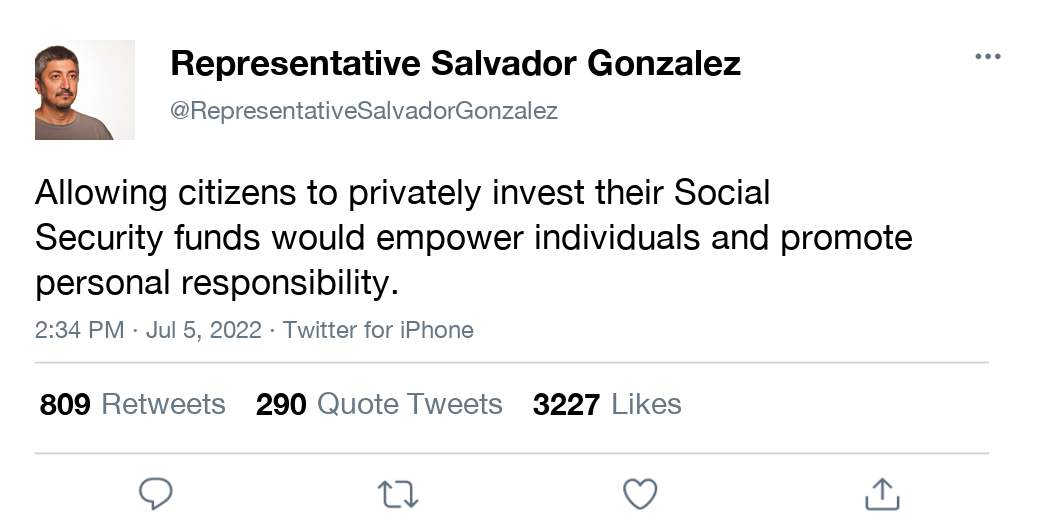 Representative Salvador Gonzalez
@RepresentativeSalvadorGonzalez
Allowing citizens to privately invest their Social
Security funds would empower individuals and promote
personal responsibility.
2:34 PM · Jul 5, 2022 · Twitter for iPhone
809 Retweets 290 Quote Tweets 3227 Likes